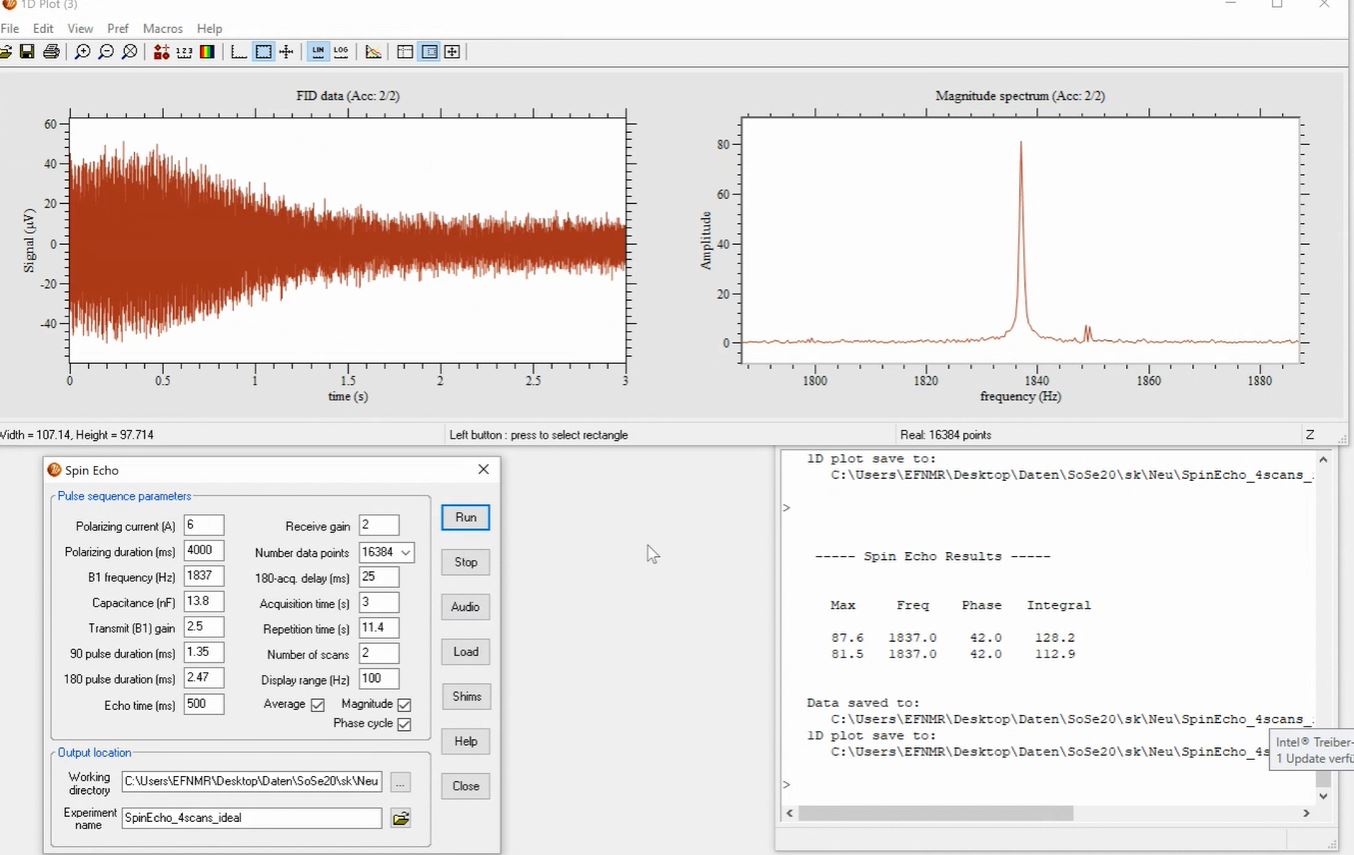 1D Plot (3)
File Edit View Pref Macros Help
1 2 3 LIN LOG
FID data (Acc: 2/2)
Signal (µV)
60
40
20
0
-20
-40
0 0.5 1 1.5 2 2.5 3
time (s)
Magnitude spectrum (Acc: 2/2)
Amplitude
80
60
40
20
0
1800 1820 1840 1860 1880
frequency (Hz)
Width = 107.14, Height = 97.714 Left button : press to select rectangle Real: 16384 points Z
Spin Echo
Pulse sequence parameters
Polarizing current (A) 6 Receive gain 2
Polarizing duration (ms) 4000 Number data points 16384
B1 frequency (Hz) 1837 180-acq. delay (ms) 25
Capacitance (nF) 13.8 Acquisition time (s) 3
Transmit (B1) gain 2.5 Repetition time (s) 11.4
90 pulse duration (ms) 1.35 Number of scans 2
180 pulse duration (ms) 2.47 Display range (Hz) 100
Echo time (ms) 500 Average Magnitude
Phase cycle
Run
Stop
Audio
Load
Shims
Help
Close
Output location
Working directory C:\Users\EFNMR\Desktop\Daten\SoSe20\sk\Neu ...
Experiment name SpinEcho_4scans_ideal
1D plot save to:
C:\Users\EFNMR\Desktop\Daten\SoSe20\sk\Neu\SpinEcho_4scans_
>
----- Spin Echo Results -----
Max Freq Phase Integral
87.6 1837.0 42.0 128.2
81.5 1837.0 42.0 112.9
Data saved to:
C:\Users\EFNMR\Desktop\Daten\SoSe20\sk\Neu\SpinEcho_4scans_
1D plot save to:
C:\Users\EFNMR\Desktop\Daten\SoSe20\sk\Neu\SpinEcho_4s
>
Intel® Treiber-
1 Update verfü